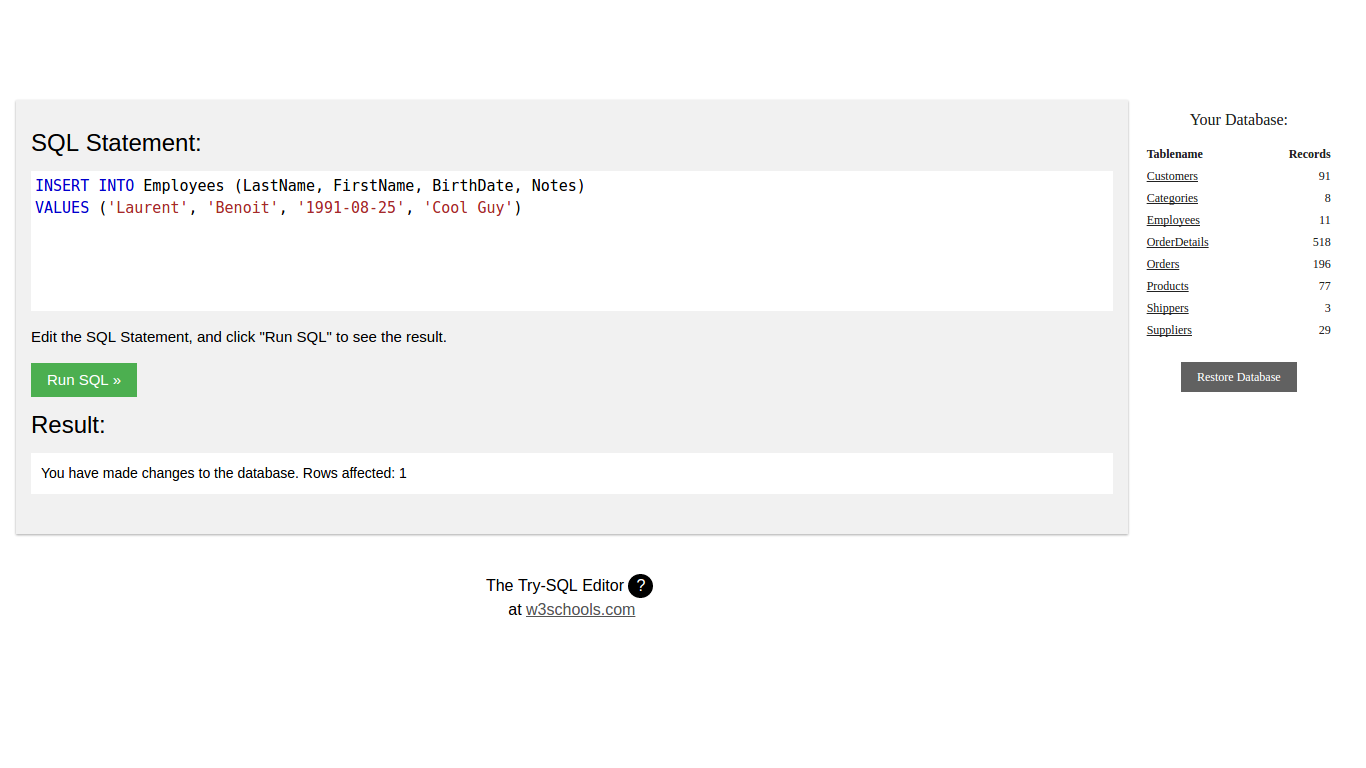 SQL Statement:
INSERT INTO Employees (LastName, FirstName, BirthDate, Notes)
VALUES ('Laurent', 'Benoit', '1991-08-25', 'Cool Guy')
Edit the SQL Statement, and click "Run SQL" to see the result.
Run SQL »
Result:
You have made changes to the database. Rows affected: 1
The Try-SQL Editor ?
at w3schools.com
Your Database:
Tablename Records
Customers 91
Categories 8
Employees 11
OrderDetails 518
Orders 196
Products 77
Shippers 3
Suppliers 29
Restore Database